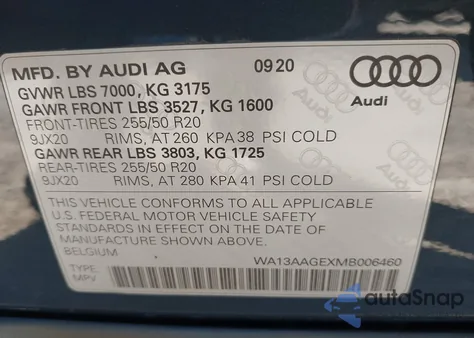 MFD. BY AUDI AG 09 20
GVWR LBS 7000, KG 3175
GAWR FRONT LBS 3527, KG 1600
FRONT-TIRES 255/50 R20
9JX20 RIMS, AT 260 KPA 38 PSI COLD
GAWR REAR LBS 3803, KG 1725
REAR-TIRES 255/50 R20
9JX20 RIMS, AT 280 KPA 41 PSI COLD
Audi
THIS VEHICLE CONFORMS TO ALL APPLICABLE
U.S. FEDERAL MOTOR VEHICLE SAFETY
STANDARDS IN EFFECT ON THE DATE OF
MANUFACTURE SHOWN ABOVE.
BELGIUM
WA13AAGEXMB006460
TYPE:
MPV
autoSnap